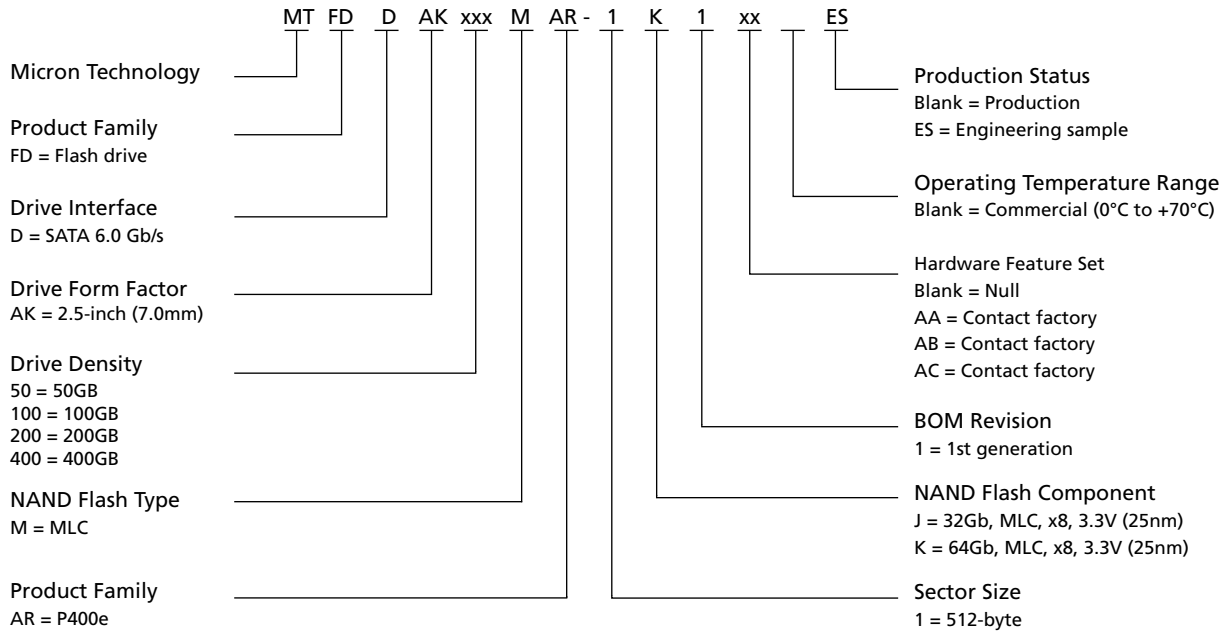 MT FD D AK xxx M AR - 1 K 1 xx ES
Micron Technology
Product Family
FD = Flash drive
Drive Interface
D = SATA 6.0 Gb/s
Drive Form Factor
AK = 2.5-inch (7.0mm)
Drive Density
50 = 50GB
100 = 100GB
200 = 200GB
400 = 400GB
NAND Flash Type
M = MLC
Product Family
AR = P400e
Production Status
Blank = Production
ES = Engineering sample
Operating Temperature Range
Blank = Commercial (0°C to +70°C)
Hardware Feature Set
Blank = Null
AA = Contact factory
AB = Contact factory
AC = Contact factory
BOM Revision
1 = 1st generation
NAND Flash Component
J = 32Gb, MLC, x8, 3.3V (25nm)
K = 64Gb, MLC, x8, 3.3V (25nm)
Sector Size
1 = 512-byte